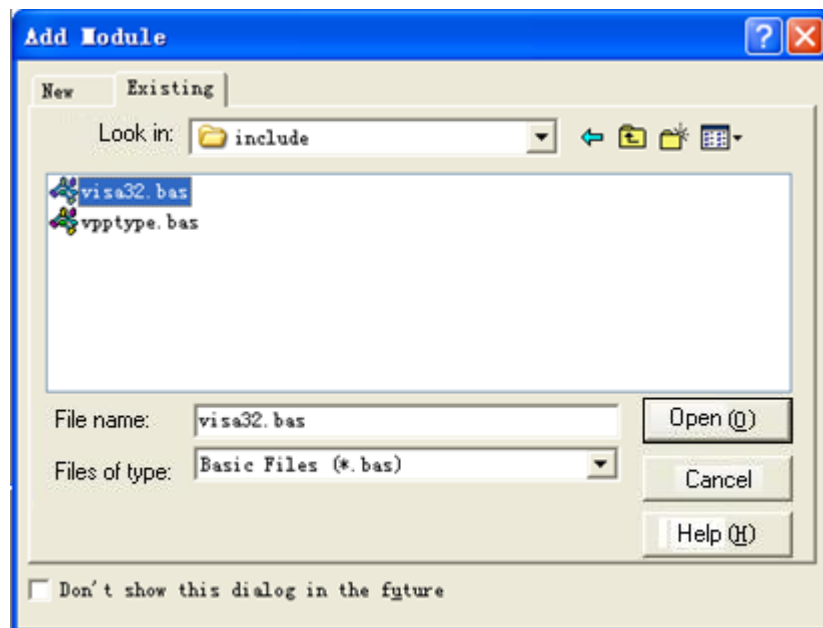 Add Module
New Existing
Look in: include
visa32.bas
vpptype.bas
File name: visa32.bas Open (O)
Files of type: Basic Files (*.bas)
Cancel
Help (H)
Don't show this dialog in the future